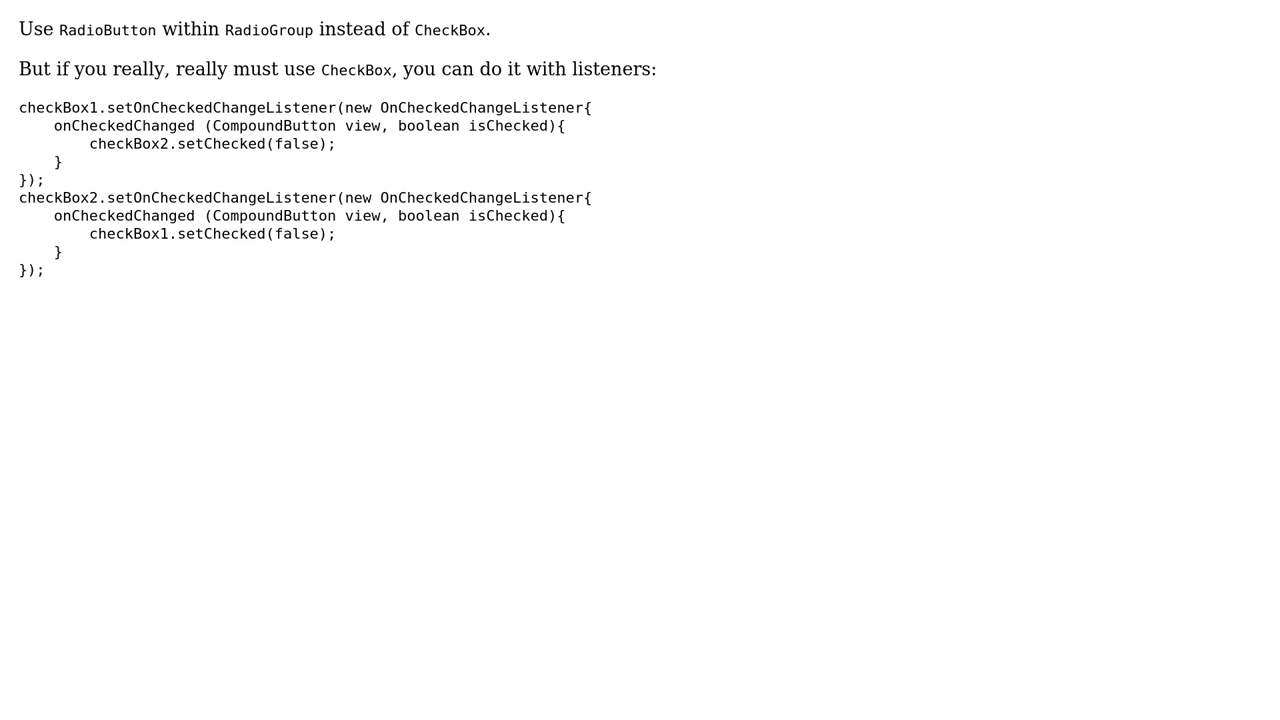 Use RadioButton within RadioGroup instead of CheckBox.
But if you really, really must use CheckBox, you can do it with listeners:
checkBox1.setOnCheckedChangeListener(new OnCheckedChangeListener{
    onCheckedChanged (CompoundButton view, boolean isChecked){
        checkBox2.setChecked(false);
    }
});
checkBox2.setOnCheckedChangeListener(new OnCheckedChangeListener{
    onCheckedChanged (CompoundButton view, boolean isChecked){
        checkBox1.setChecked(false);
    }
});